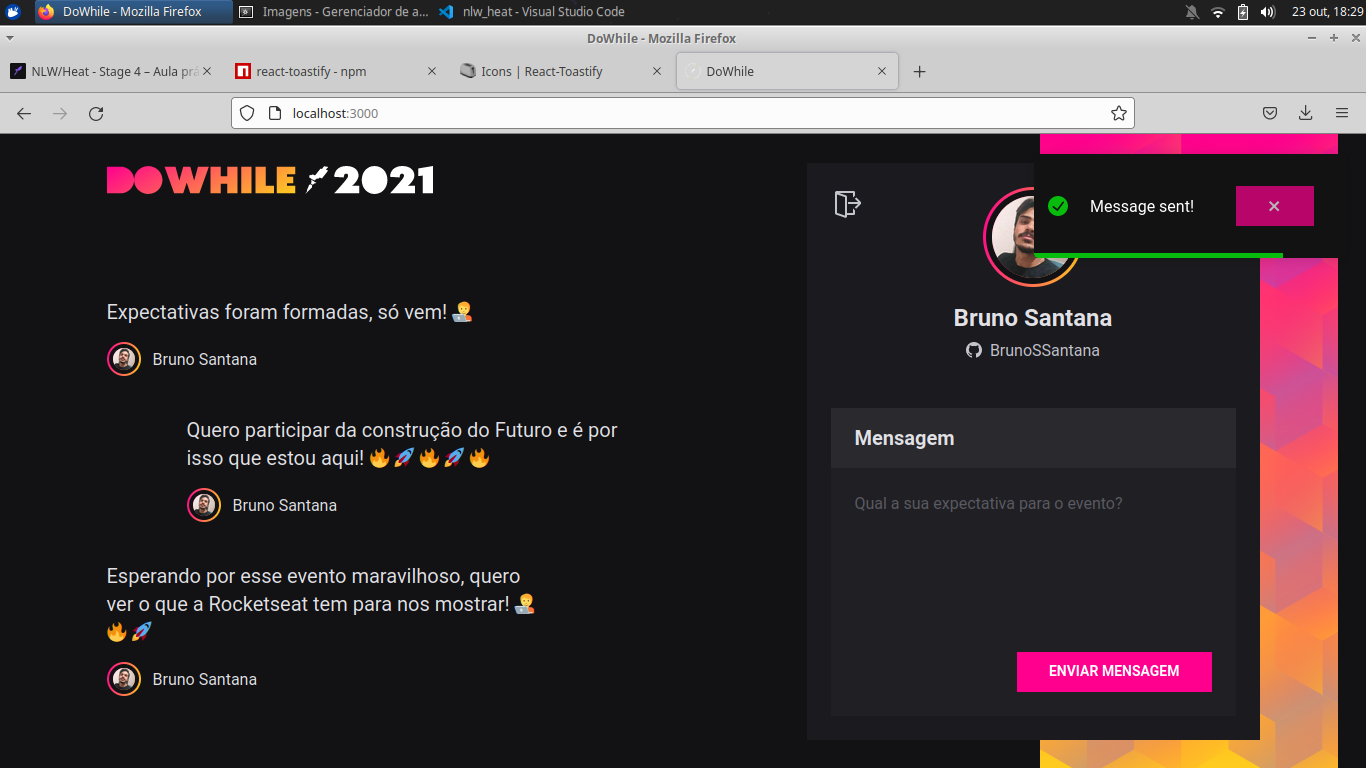 DoWhile - Mozilla Firefox
Imagens - Gerenciador de a...
nlw_heat - Visual Studio Code
23 out, 18:29
DoWhile - Mozilla Firefox
NLW/Heat - Stage 4 – Aula prá
react-toastify - npm
Icons | React-Toastify
DoWhile
localhost:3000
DOWHILE 2021
Message sent!
Expectativas foram formadas, só vem! 🧑‍💻
Bruno Santana
Quero participar da construção do Futuro e é por
isso que estou aqui! 🔥🚀🔥🚀🔥
Bruno Santana
Esperando por esse evento maravilhoso, quero
ver o que a Rocketseat tem para nos mostrar! 🧑‍💻
🔥🚀
Bruno Santana
Bruno Santana
BrunoSSantana
Mensagem
Qual a sua expectativa para o evento?
ENVIAR MENSAGEM